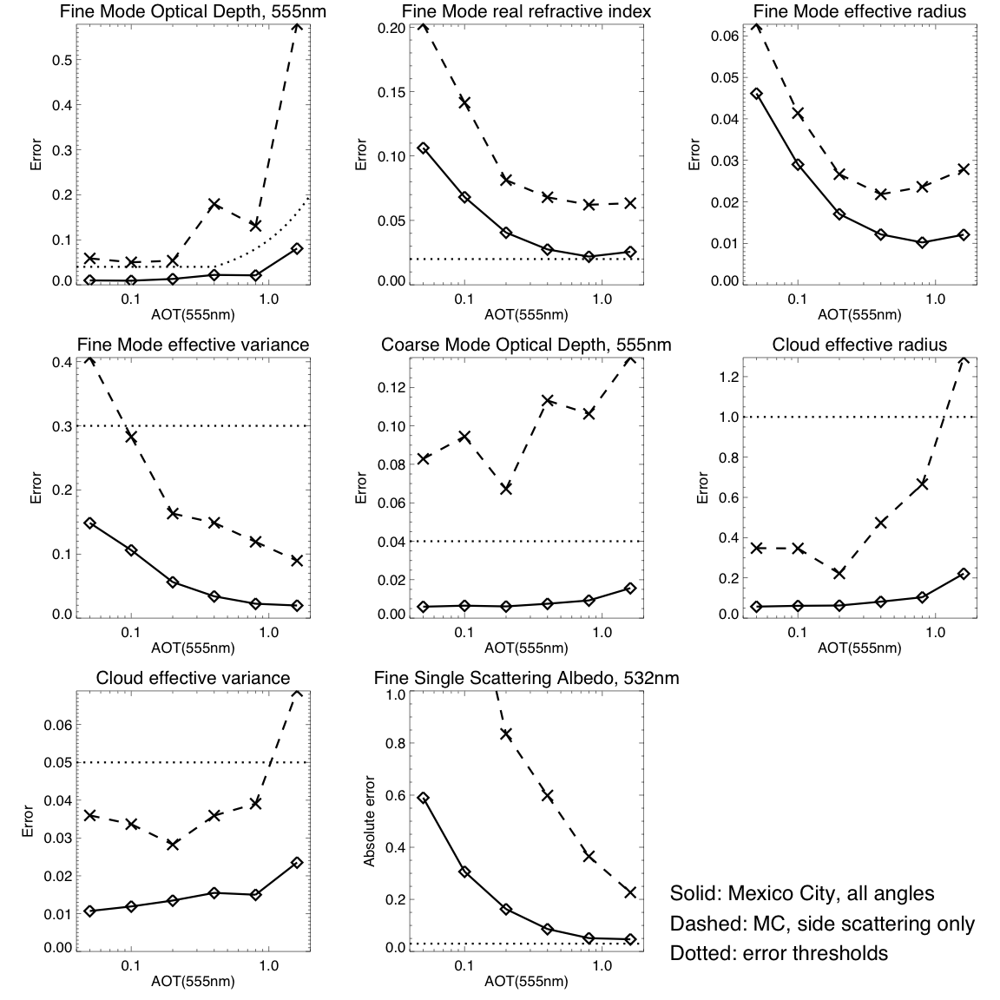 Fine Mode Optical Depth, 555nm
Error
0.5
0.4
0.3
0.2
0.1
0.0
0.1 1.0
AOT(555nm)
Fine Mode real refractive index
Error
0.20
0.15
0.10
0.05
0.00
0.1 1.0
AOT(555nm)
Fine Mode effective radius
Error
0.06
0.05
0.04
0.03
0.02
0.01
0.00
0.1 1.0
AOT(555nm)
Fine Mode effective variance
Error
0.4
0.3
0.2
0.1
0.0
0.1 1.0
AOT(555nm)
Coarse Mode Optical Depth, 555nm
Error
0.12
0.10
0.08
0.06
0.04
0.02
0.00
0.1 1.0
AOT(555nm)
Cloud effective radius
Error
1.2
1.0
0.8
0.6
0.4
0.2
0.0
0.1 1.0
AOT(555nm)
Cloud effective variance
Error
0.06
0.05
0.04
0.03
0.02
0.01
0.00
0.1 1.0
AOT(555nm)
Fine Single Scattering Albedo, 532nm
Absolute error
1.0
0.8
0.6
0.4
0.2
0.0
0.1 1.0
AOT(555nm)
Solid: Mexico City, all angles
Dashed: MC, side scattering only
Dotted: error thresholds